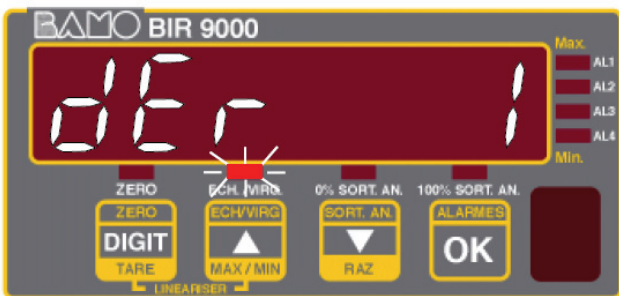 BAMO BIR 9000
Max.
dEr 1
AL1
AL2
AL3
AL4
Min.
ZERO ECH./VIRG. 0% SORT. AN. 100% SORT. AN.
ZERO ECH/VIRG SORT. AN. ALARMES
DIGIT ▲ ▼ OK
TARE MAX / MIN RAZ
LINEARISER